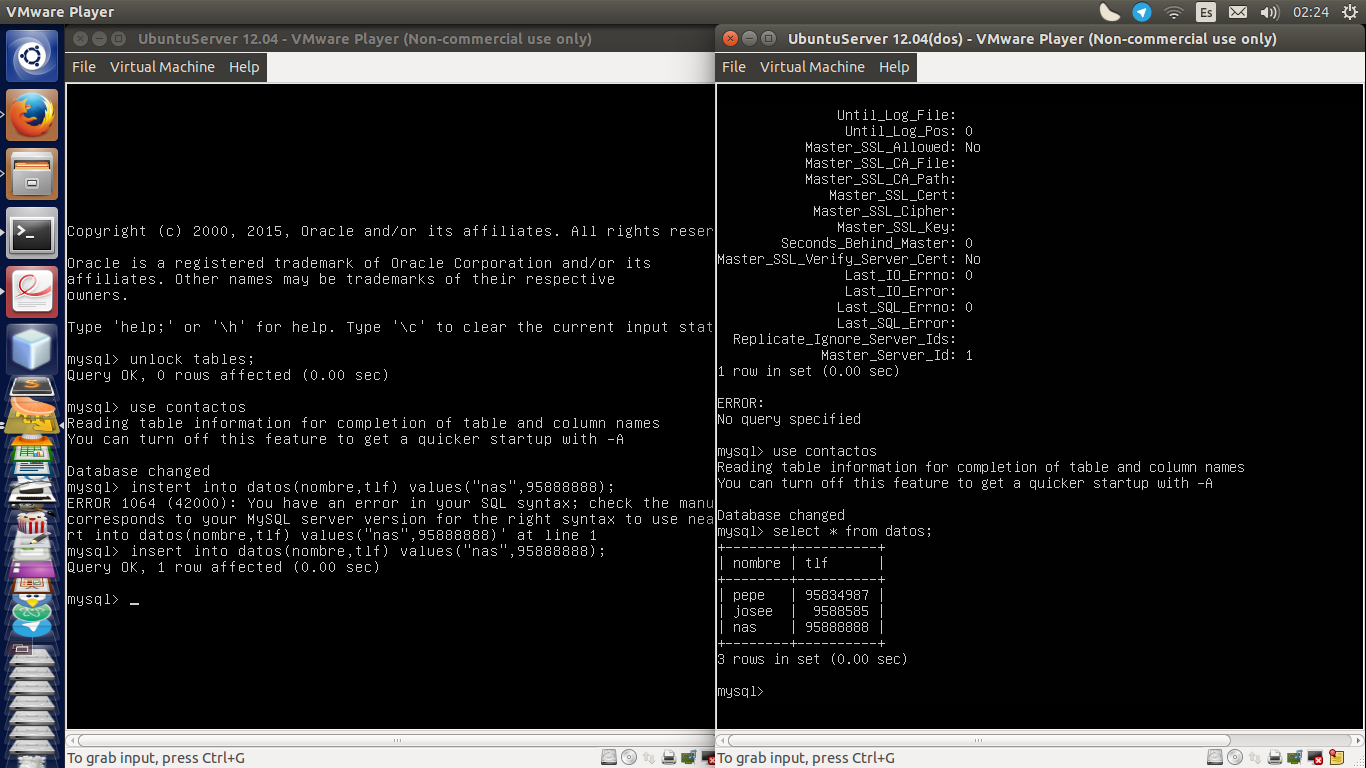 VMware Player
Es
02:24
UbuntuServer 12.04 - VMware Player (Non-commercial use only)
File Virtual Machine Help
Copyright (c) 2000, 2015, Oracle and/or its affiliates. All rights reser
Oracle is a registered trademark of Oracle Corporation and/or its
affiliates. Other names may be trademarks of their respective
owners.
Type 'help;' or '\h' for help. Type '\c' to clear the current input stat
mysql> unlock tables;
Query OK, 0 rows affected (0.00 sec)
mysql> use contactos
Reading table information for completion of table and column names
You can turn off this feature to get a quicker startup with -A
Database changed
mysql> instert into datos(nombre,tlf) values("nas",95888888);
ERROR 1064 (42000): You have an error in your SQL syntax; check the manu
corresponds to your MySQL server version for the right syntax to use nea
rt into datos(nombre,tlf) values("nas",95888888)' at line 1
mysql> insert into datos(nombre,tlf) values("nas",95888888);
Query OK, 1 row affected (0.00 sec)
mysql> _
To grab input, press Ctrl+G
UbuntuServer 12.04(dos) - VMware Player (Non-commercial use only)
File Virtual Machine Help
Until_Log_File:
Until_Log_Pos: 0
Master_SSL_Allowed: No
Master_SSL_CA_File:
Master_SSL_CA_Path:
Master_SSL_Cert:
Master_SSL_Cipher:
Master_SSL_Key:
Seconds_Behind_Master: 0
Master_SSL_Verify_Server_Cert: No
Last_IO_Errno: 0
Last_IO_Error:
Last_SQL_Errno: 0
Last_SQL_Error:
Replicate_Ignore_Server_Ids:
Master_Server_Id: 1
1 row in set (0.00 sec)
ERROR:
No query specified
mysql> use contactos
Reading table information for completion of table and column names
You can turn off this feature to get a quicker startup with -A
Database changed
mysql> select * from datos;
+--------+----------+
| nombre | tlf      |
+--------+----------+
| pepe   | 95834987 |
| josee  |  9588585 |
| nas    | 95888888 |
+--------+----------+
3 rows in set (0.00 sec)
mysql>
To grab input, press Ctrl+G